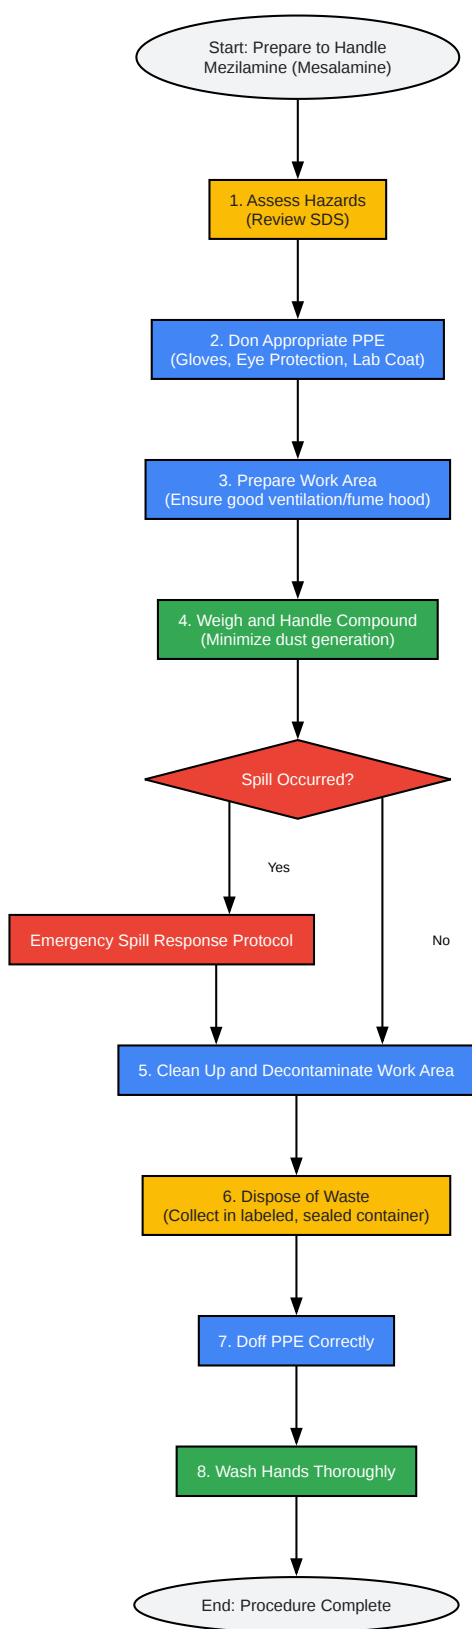 Start: Prepare to Handle
Mezilamine (Mesalamine)
1. Assess Hazards
(Review SDS)
2. Don Appropriate PPE
(Gloves, Eye Protection, Lab Coat)
3. Prepare Work Area
(Ensure good ventilation/fume hood)
4. Weigh and Handle Compound
(Minimize dust generation)
Spill Occurred?
Yes
Emergency Spill Response Protocol
No
5. Clean Up and Decontaminate Work Area
6. Dispose of Waste
(Collect in labeled, sealed container)
7. Doff PPE Correctly
8. Wash Hands Thoroughly
End: Procedure Complete